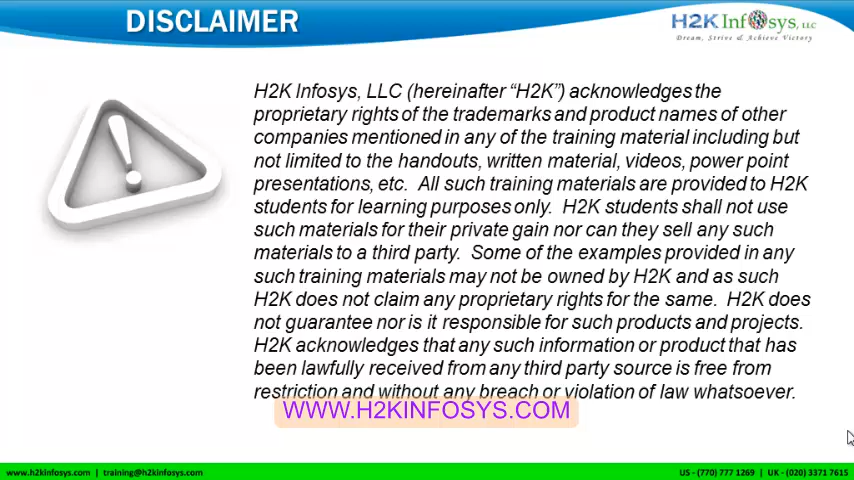 DISCLAIMER
H2K Infosys, LLC
Dream, Strive & Achieve Victory
H2K Infosys, LLC (hereinafter “H2K”) acknowledges the
proprietary rights of the trademarks and product names of other
companies mentioned in any of the training material including but
not limited to the handouts, written material, videos, power point
presentations, etc.  All such training materials are provided to H2K
students for learning purposes only.  H2K students shall not use
such materials for their private gain nor can they sell any such
materials to a third party.  Some of the examples provided in any
such training materials may not be owned by H2K and as such
H2K does not claim any proprietary rights for the same.  H2K does
not guarantee nor is it responsible for such products and projects.
H2K acknowledges that any such information or product that has
been lawfully received from any third party source is free from
restriction and without any breach or violation of law whatsoever.
WWW.H2KINFOSYS.COM
www.h2kinfosys.com | training@h2kinfosys.com
US - (770) 777 1269 | UK - (020) 3371 7615